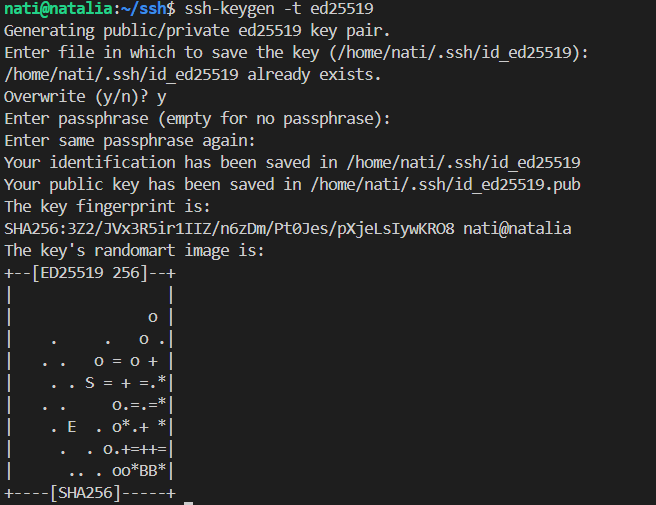 nati@natalia:~/ssh$ ssh-keygen -t ed25519
Generating public/private ed25519 key pair.
Enter file in which to save the key (/home/nati/.ssh/id_ed25519):
/home/nati/.ssh/id_ed25519 already exists.
Overwrite (y/n)? y
Enter passphrase (empty for no passphrase):
Enter same passphrase again:
Your identification has been saved in /home/nati/.ssh/id_ed25519
Your public key has been saved in /home/nati/.ssh/id_ed25519.pub
The key fingerprint is:
SHA256:3Z2/JVx3R5ir1IIZ/n6zDm/Pt0Jes/pXjeLsIywKRO8 nati@natalia
The key's randomart image is:
+--[ED25519 256]--+
|                 |
|               o |
|    .     .   o .|
|   . .   o = o + |
|    . . S = + =.*|
|   . .     o.=.=*|
|    . E  . o*.+ *|
|     .  . o.+=++=|
|      .. . oo*BB*|
+----[SHA256]-----+